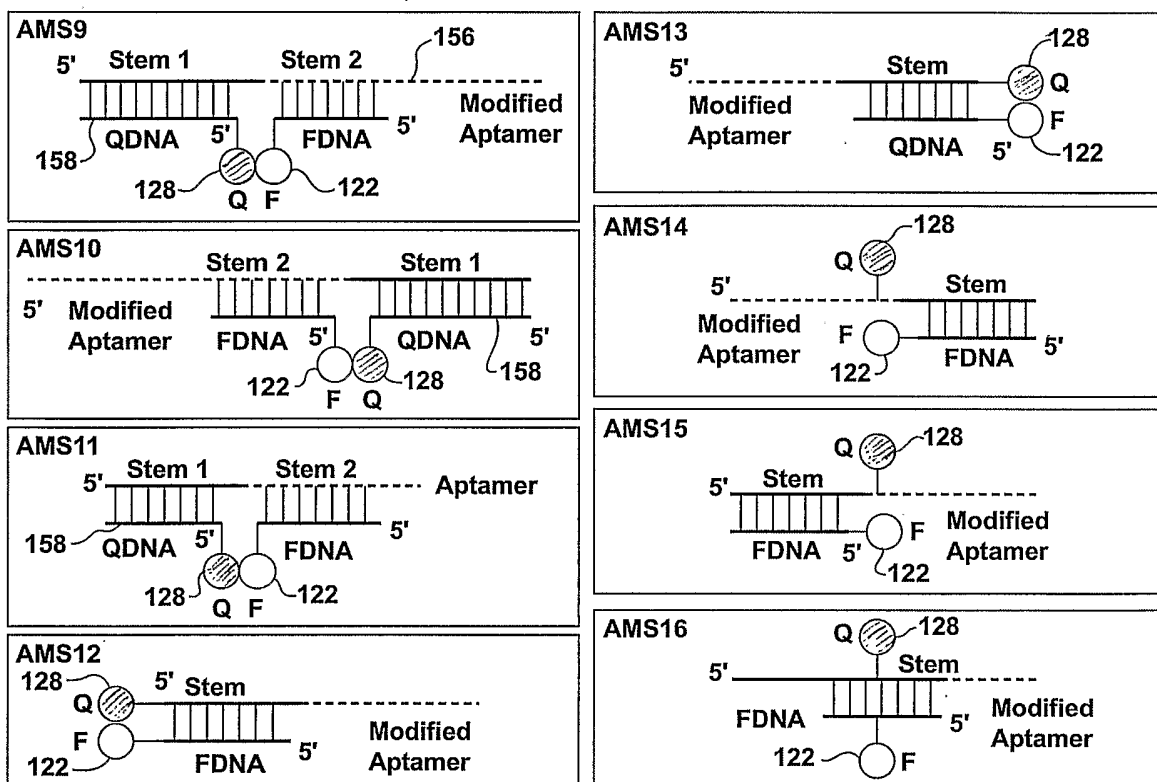 AMS9
156
5' Stem 1 Stem 2
Modified
Aptamer
QDNA 5' FDNA 5'
158
128 122
Q F
AMS10
Stem 2 Stem 1
5' Modified
Aptamer
FDNA 5' QDNA 5'
158
122 128
F Q
AMS11
Stem 1 Stem 2
5' Aptamer
158
QDNA 5' FDNA 5'
128 122
Q F
AMS12
128 5' Stem
Q
F
Modified
Aptamer
122 FDNA 5'
AMS13
128
5' Stem
Q
Modified
Aptamer
F
QDNA 5' 122
AMS14
128
Q
5' Stem
Modified
Aptamer
F
FDNA 5'
122
AMS15
Q 128
Stem
5'
F Modified
Aptamer
FDNA 5'
122
AMS16
Q 128
Stem
5'
FDNA 5' Modified
Aptamer
122 F